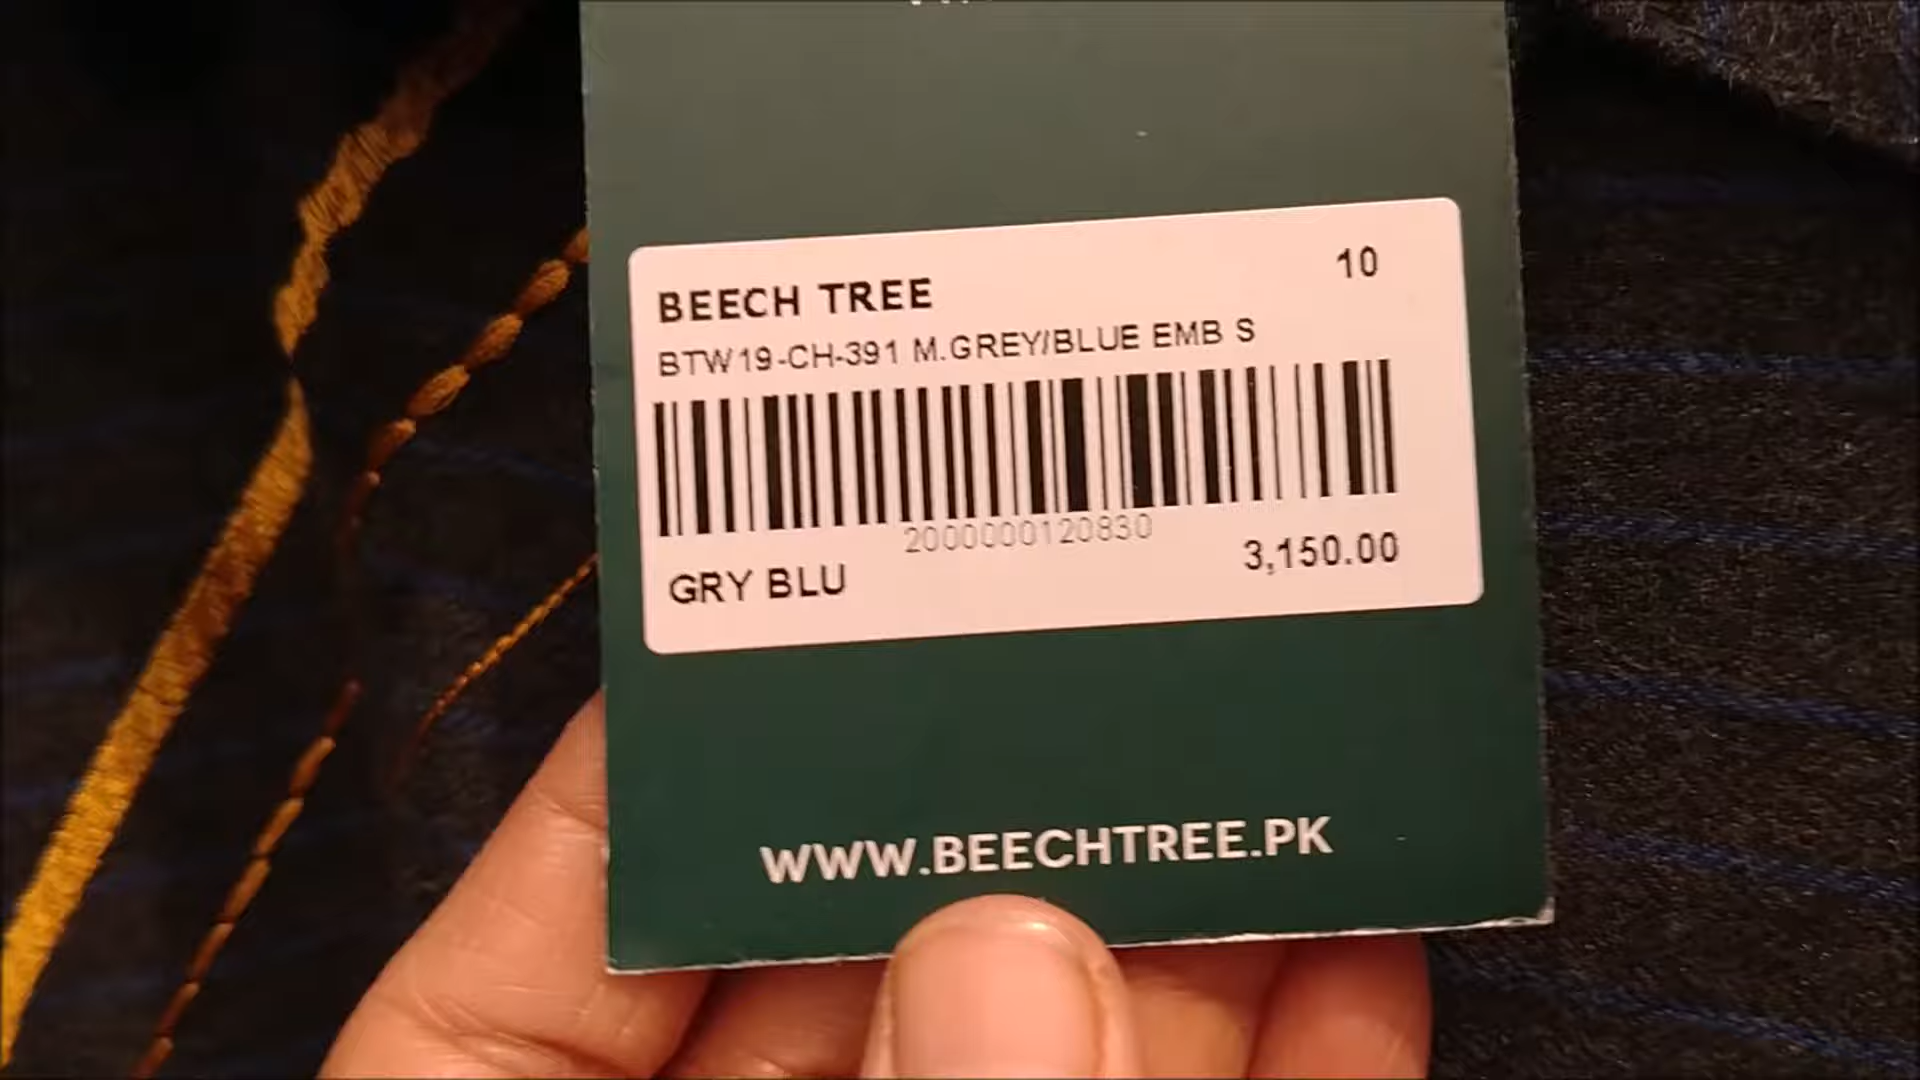 BEECH TREE 10
BTW19-CH-391 M.GREY/BLUE EMB S
2000000120830
GRY BLU 3,150.00
WWW.BEECHTREE.PK